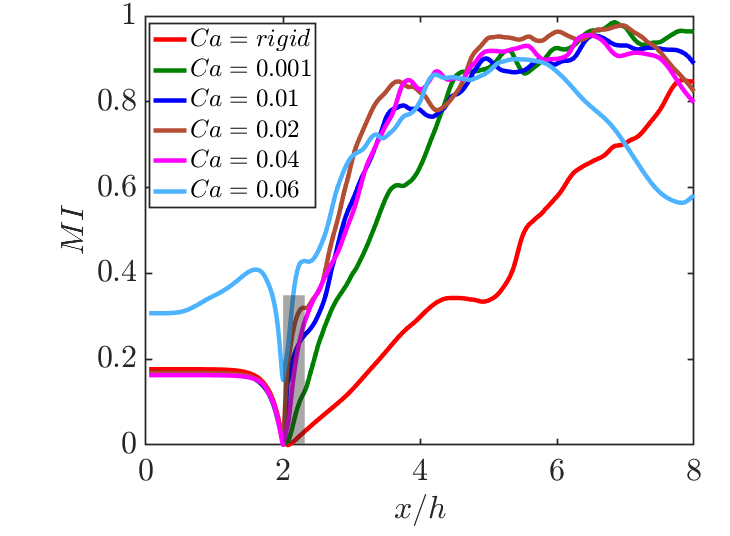 1
0.8
0.6
0.4
0.2
0
MI
Ca = rigid
Ca = 0.001
Ca = 0.01
Ca = 0.02
Ca = 0.04
Ca = 0.06
0 2 4 6 8
x/h